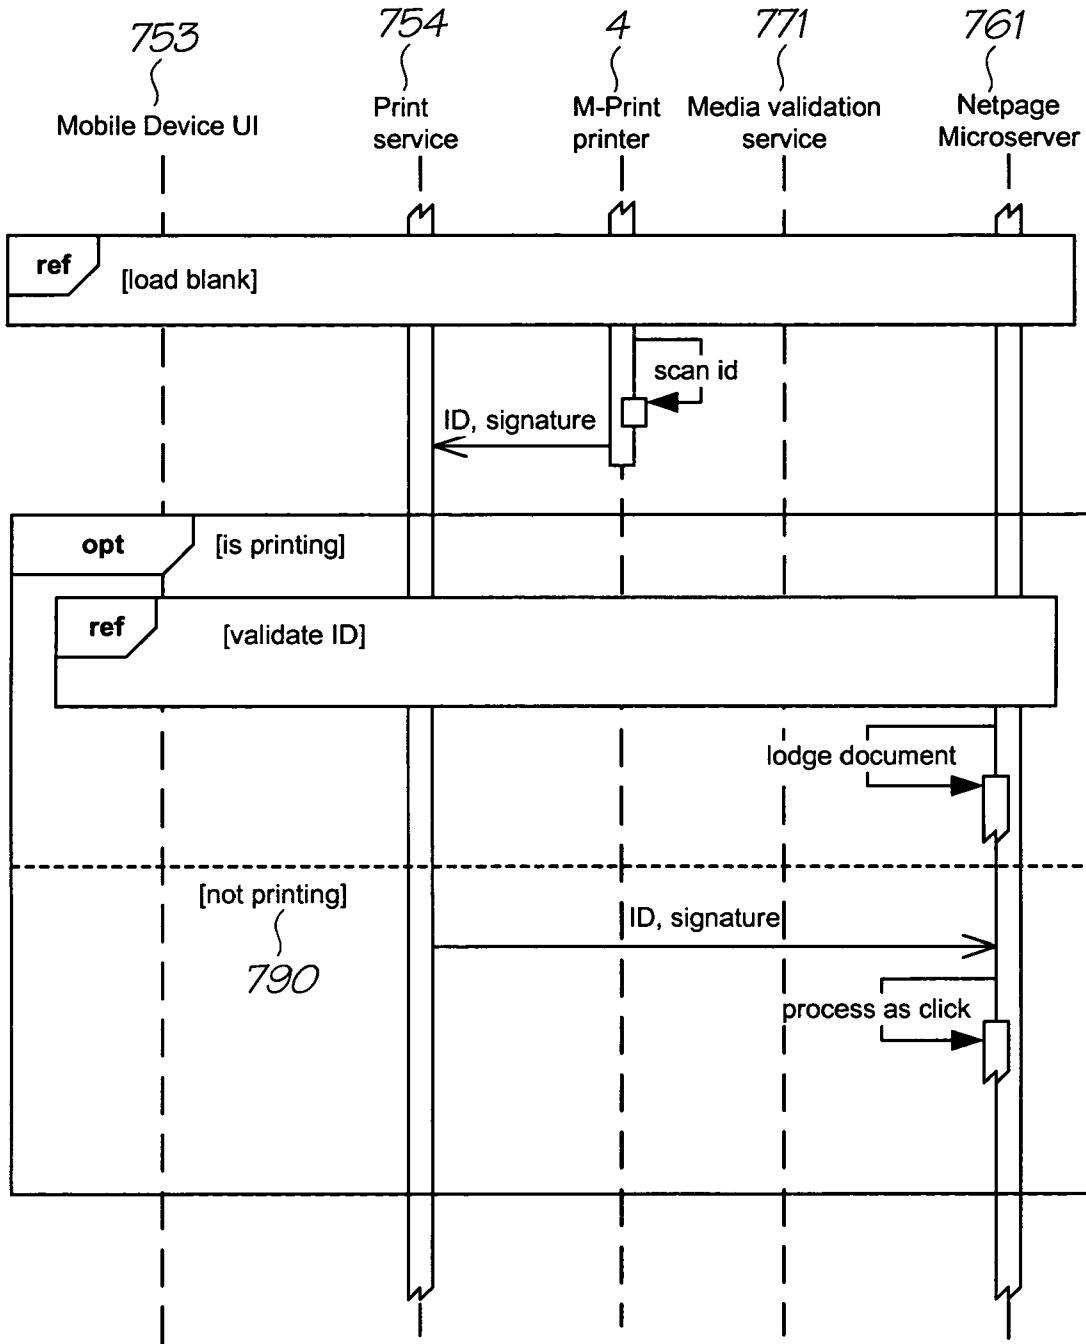 753 754 4 771 761
Mobile Device UI
Print
service
M-Print
printer
Media validation
service
Netpage
Microserver
ref
[load blank]
scan id
ID, signature
opt
[is printing]
ref
[validate ID]
lodge document
[not printing]
ID, signature
790
process as click